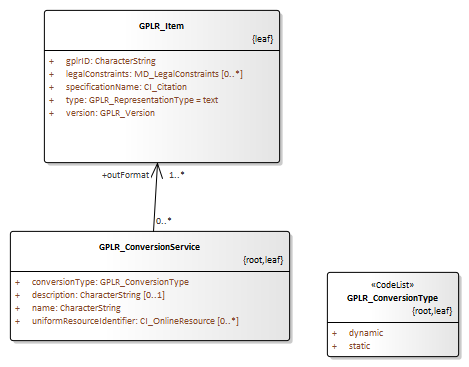 GPLR_Item
{leaf}
+ gplrID: CharacterString
+ legalConstraints: MD_LegalConstraints [0..*]
+ specificationName: CI_Citation
+ type: GPLR_RepresentationType = text
+ version: GPLR_Version
+outFormat 1..*
0..*
GPLR_ConversionService
{root,leaf}
+ conversionType: GPLR_ConversionType
+ description: CharacterString [0..1]
+ name: CharacterString
+ uniformResourceIdentifier: CI_OnlineResource [0..*]
«CodeList»
GPLR_ConversionType
{root,leaf}
+ dynamic
+ static